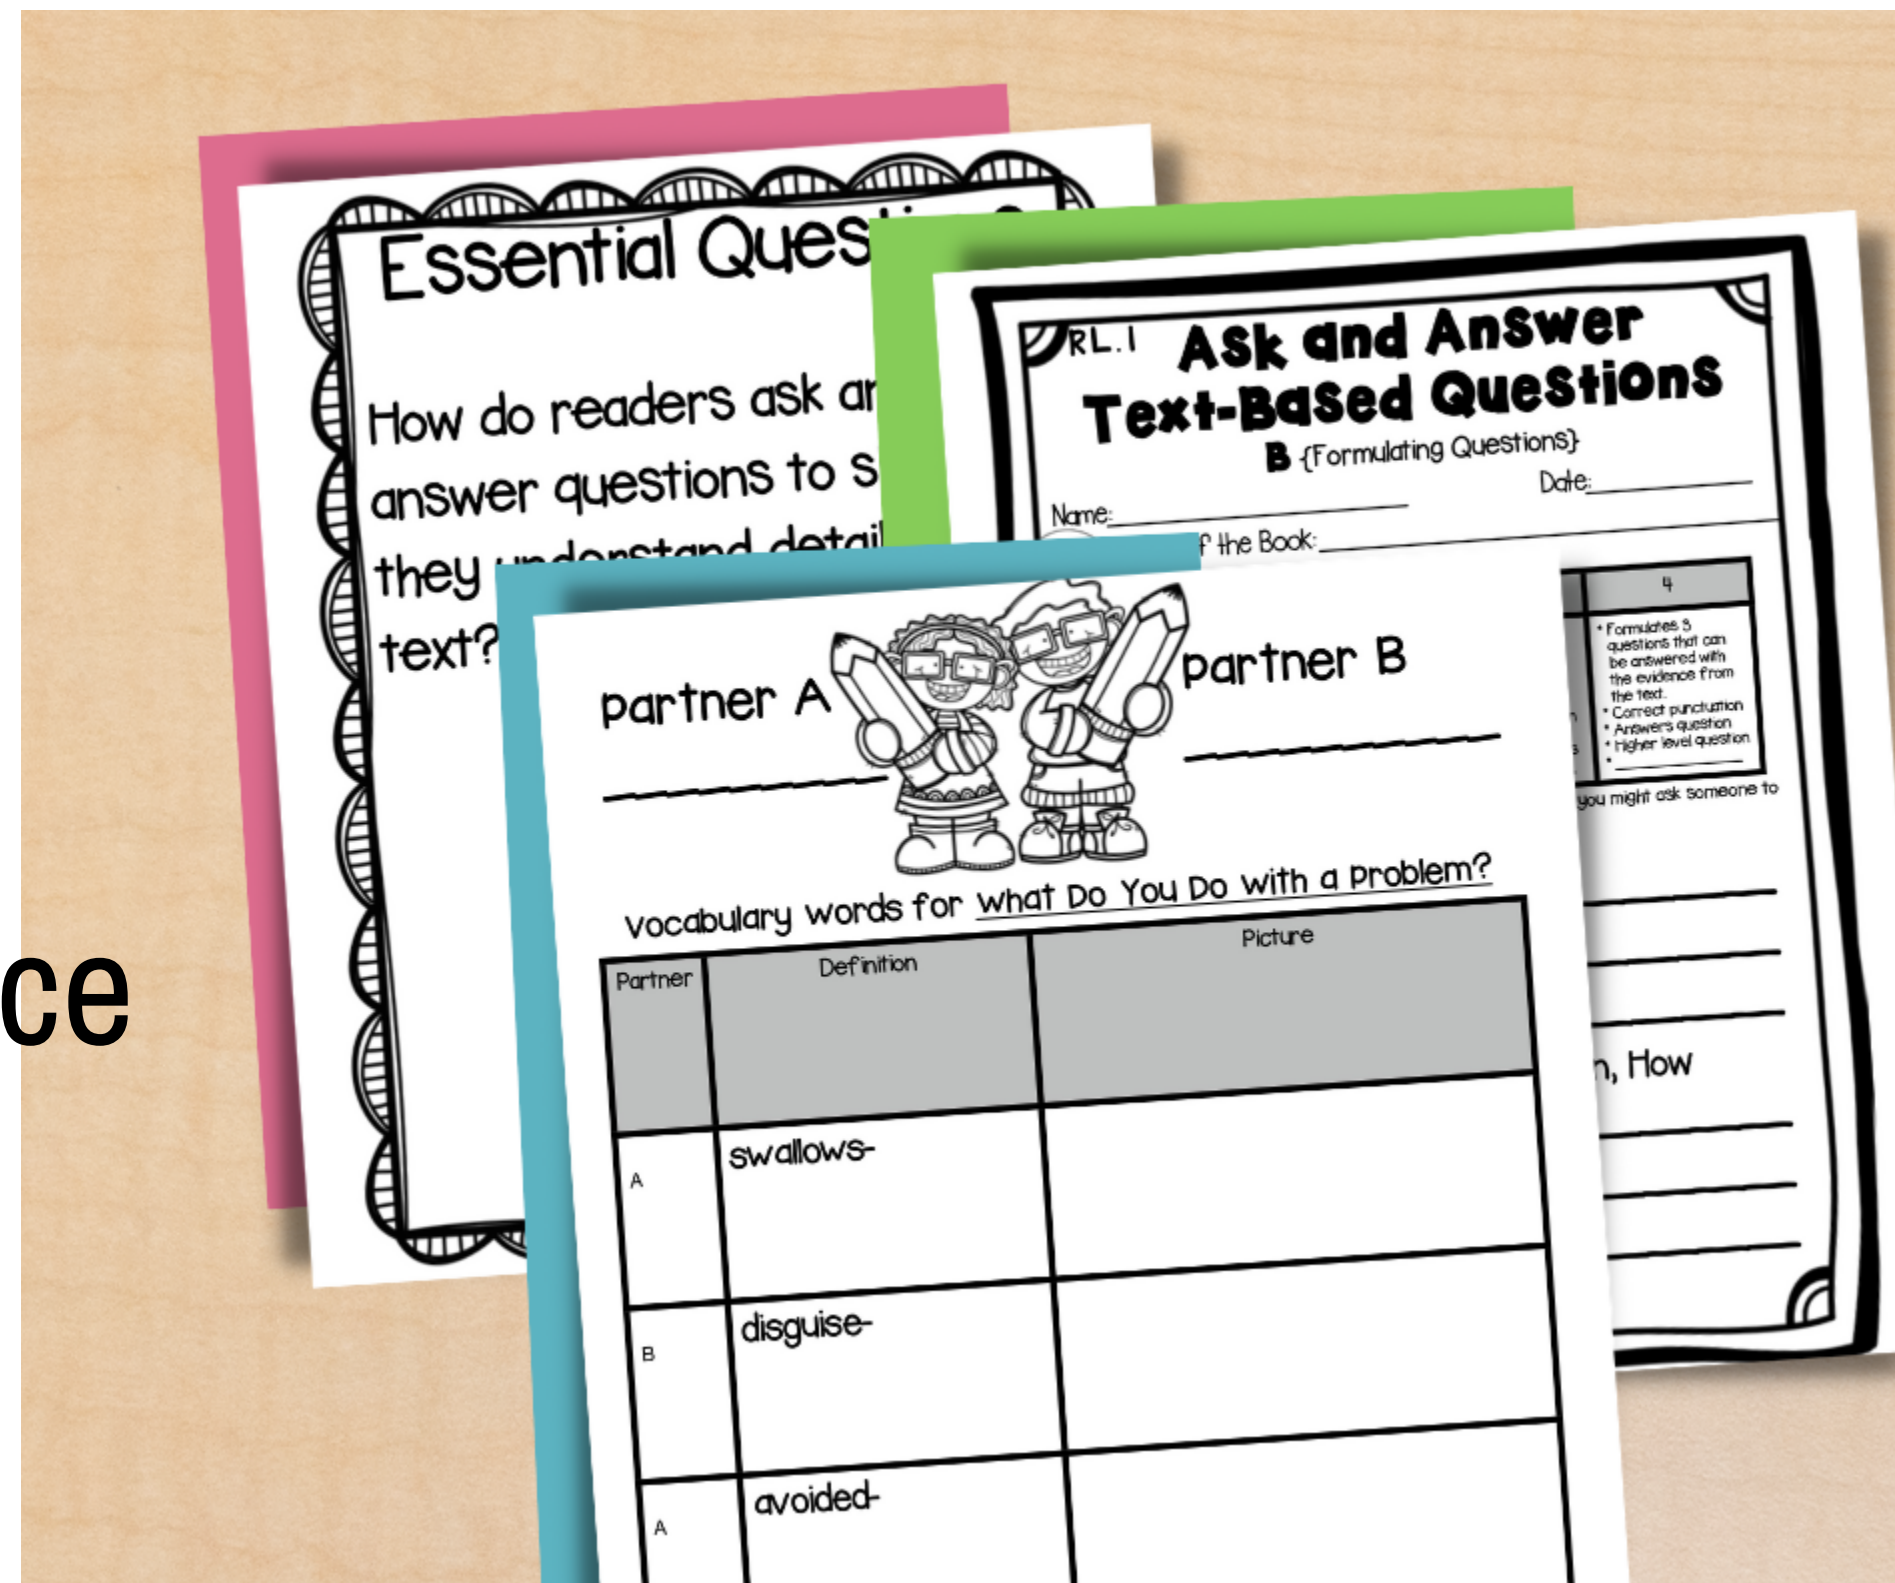 Essential Ques
How do readers ask
answer questions to
they understand
text?
RL.1
Ask and Answer
Text-Based Questions
B {Formulating Questions}
Name:
Date:
the Book:
4
* Formulates 3
questions that can
be answered with
the evidence from
the text.
* Correct punctuation
* Answers question
* Higher level question
*
you might ask someone to
How
partner A
partner B
Vocabulary words for What Do You Do With a Problem?
Partner
Definition
Picture
A
swallows-
B
disguise-
A
avoided-
ce